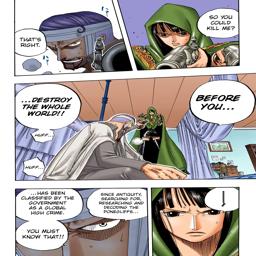 THAT'S
RIGHT.
SO YOU
COULD
KILL ME?
...DESTROY
THE WHOLE
WORLD!!
BEFORE
YOU...
HUFF...
HUFF...
...HAS BEEN
CLASSIFIED BY THE
GOVERNMENT
AS A GLOBAL
HIGH CRIME.
YOU MUST
KNOW THAT!!
SINCE ANTIQUITY,
SEARCHING FOR,
RESEARCHING
AND DECODING
THE
PONEGLIFFS...